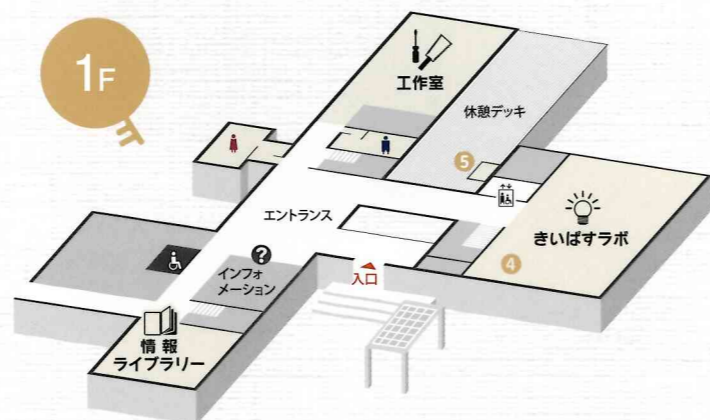 1F
工作室
休憩デッキ
5
エントランス
きいぱすラボ
?
インフォ
メーション
入口
4
情報
ライブラリー